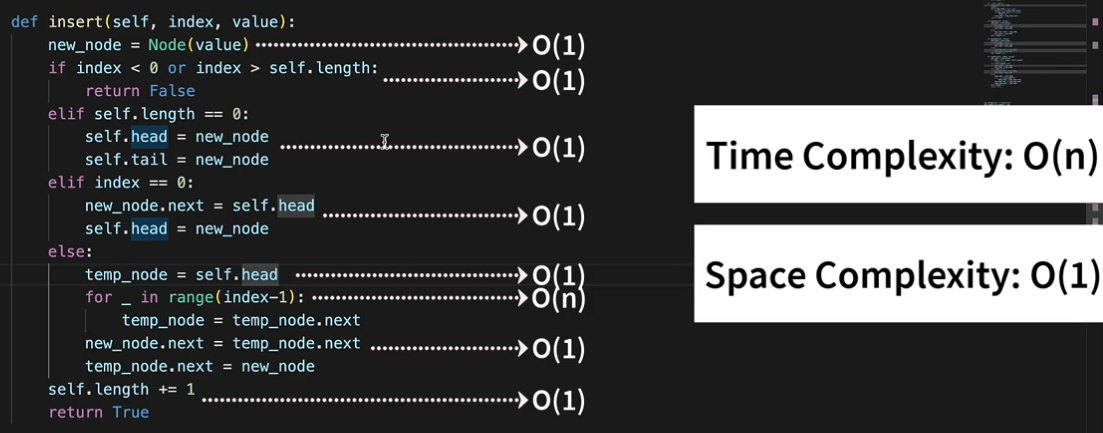 def insert(self, index, value):
    new_node = Node(value) O(1)
    if index < 0 or index > self.length: O(1)
        return False
    elif self.length == 0:
        self.head = new_node O(1)
        self.tail = new_node
    elif index == 0:
        new_node.next = self.head O(1)
        self.head = new_node
    else:
        temp_node = self.head O(1)
        for _ in range(index-1): O(n)
            temp_node = temp_node.next
        new_node.next = temp_node.next O(1)
        temp_node.next = new_node
    self.length += 1 O(1)
    return True
Time Complexity: O(n)
Space Complexity: O(1)